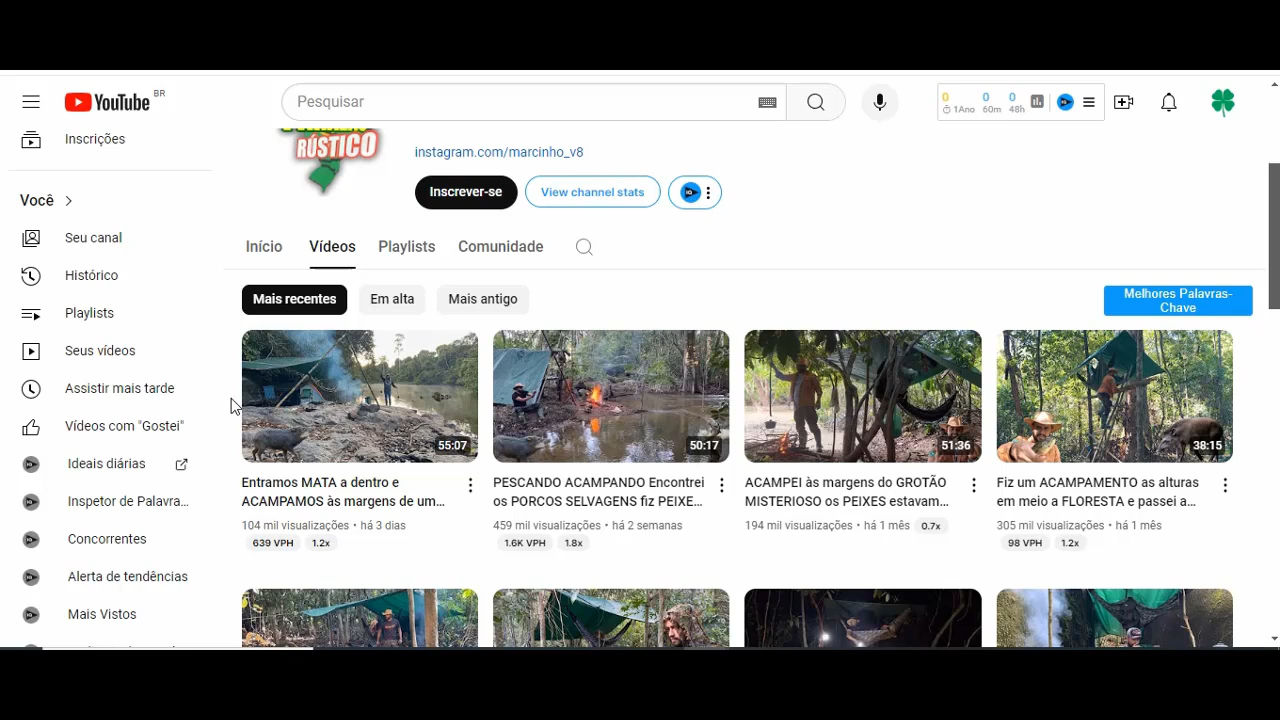 YouTube BR
Pesquisar
0 0 0
1Ano 60m 48h
Inscrições
Você
Seu canal
Histórico
Playlists
Seus vídeos
Assistir mais tarde
Vídeos com "Gostei"
Ideais diárias
Inspetor de Palavra...
Concorrentes
Alerta de tendências
Mais Vistos
RÚSTICO
instagram.com/marcinho_v8
Inscrever-se
View channel stats
IQ
Início
Vídeos
Playlists
Comunidade
Mais recentes
Em alta
Mais antigo
Melhores Palavras-
Chave
55:07
Entramos MATA a dentro e
ACAMPAMOS às margens de um...
104 mil visualizações • há 3 dias
639 VPH 1.2x
50:17
PESCANDO ACAMPANDO Encontrei
os PORCOS SELVAGENS fiz PEIXE...
459 mil visualizações • há 2 semanas
1.6K VPH 1.8x
51:36
ACAMPEI às margens do GROTÃO
MISTERIOSO os PEIXES estavam...
194 mil visualizações • há 1 mês 0.7x
38:15
Fiz um ACAMPAMENTO as alturas
em meio a FLORESTA e passei a...
305 mil visualizações • há 1 mês
98 VPH 1.2x